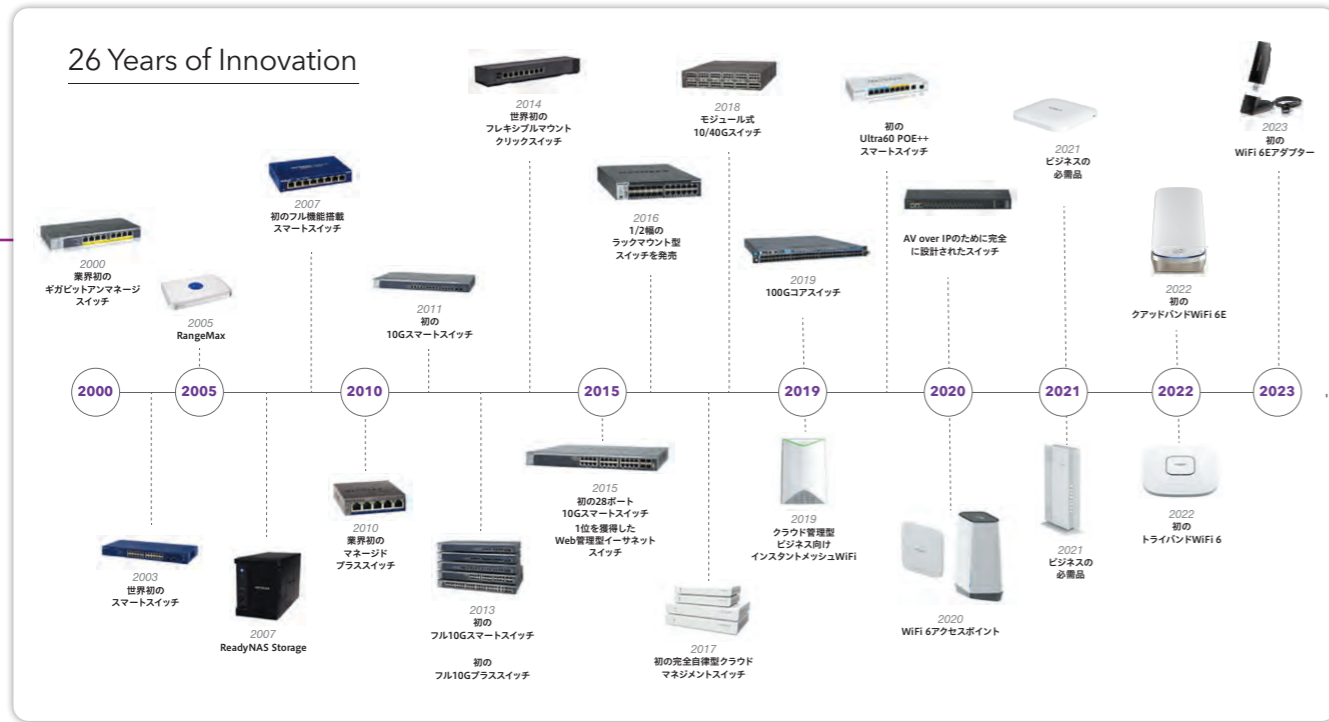 26 Years of Innovation
2000
業界初の
ギガビットアンマネージ
スイッチ
2005
RangeMax
2007
初のフル機能搭載
スマートスイッチ
2011
初の
10Gスマートスイッチ
2014
世界初の
フレキシブルマウント
クリックスイッチ
2016
1/2幅の
ラックマウント型
スイッチを発売
2018
モジュール式
10/40Gスイッチ
2019
100Gコアスイッチ
初の
Ultra60 POE++
スマートスイッチ
AV over IPのために完全
に設計されたスイッチ
2021
ビジネスの
必需品
2022
初の
クアッドバンドWiFi 6E
2023
初の
WiFi 6Eアダプター
2000
2005
2010
2015
2019
2020
2021
2022
2023
2003
世界初の
スマートスイッチ
2007
ReadyNAS Storage
2010
業界初の
マネージド
プラススイッチ
2013
初の
フル10Gスマートスイッチ
初の
フル10Gプラススイッチ
2015
初の28ポート
10Gスマートスイッチ
1位を獲得した
Web管理型イーサネット
スイッチ
2017
初の完全自律型クラウド
マネジメントスイッチ
2019
クラウド管理型
ビジネス向け
インスタントメッシュWiFi
2020
WiFi 6アクセスポイント
2021
ビジネスの
必需品
2022
初の
トライバンドWiFi 6